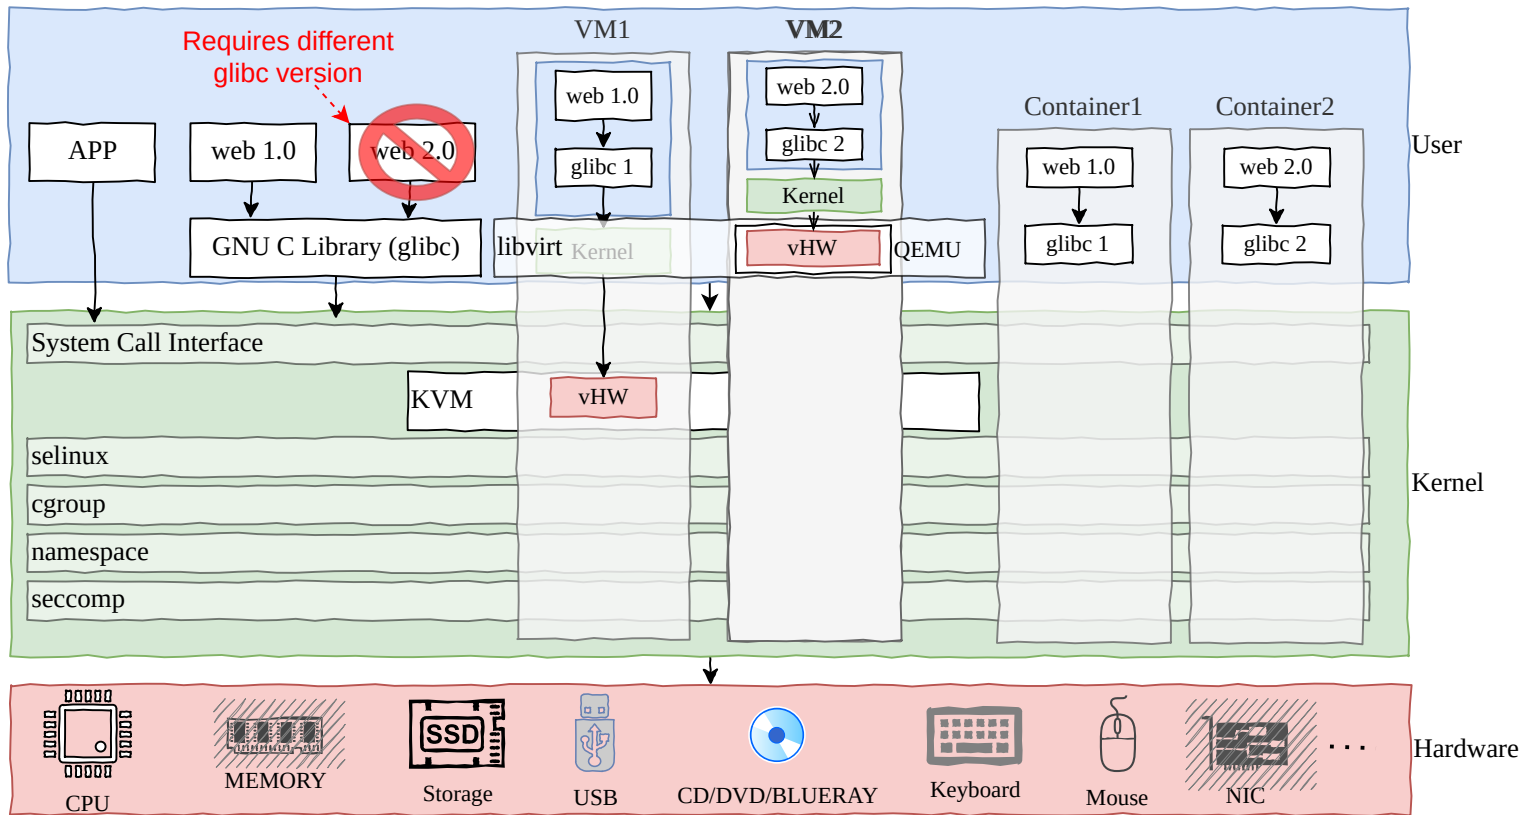 VM1
VM2
Requires different
glibc version
web 1.0
web 2.0
Container1
Container2
APP
web 1.0
web 2.0
glibc 1
glibc 2
User
web 1.0
web 2.0
Kernel
GNU C Library (glibc)
libvirt
Kernel
vHW
QEMU
glibc 1
glibc 2
System Call Interface
KVM
vHW
selinux
Kernel
cgroup
namespace
seccomp
SSD
Hardware
CPU
MEMORY
Storage
USB
CD/DVD/BLUERAY
Keyboard
Mouse
NIC
...